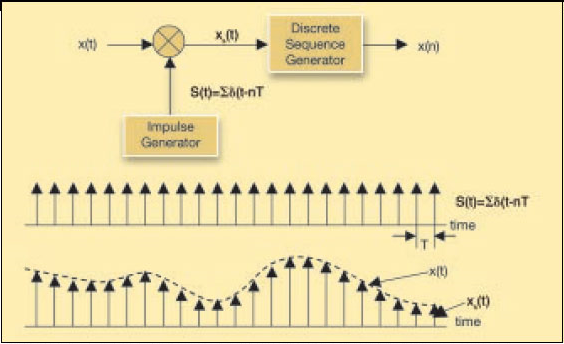 x(t)
xs(t)
Discrete
Sequence
Generator
x(n)
S(t)=Σδ(t-nT
Impulse
Generator
S(t)=Σδ(t-nT
time
T
x(t)
xs(t)
time